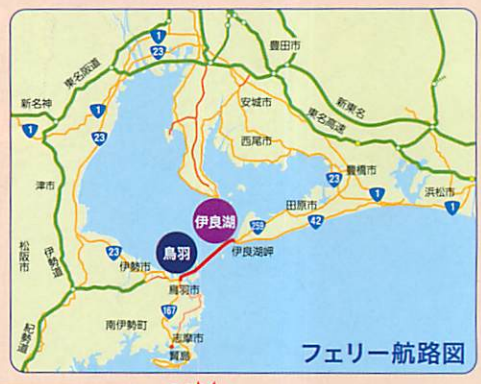 1
23
豊田市
東名阪道
新名神
1
1
23
安城市
新東名
東名高速
西尾市
豊橋市
23
津市
1
浜松市
1
田原市
伊良湖
259
42
鳥羽
伊良湖岬
松阪市
伊勢道
23
伊勢市
鳥羽市
167
南伊勢町
志摩市
賢島
紀勢道
フェリー航路図